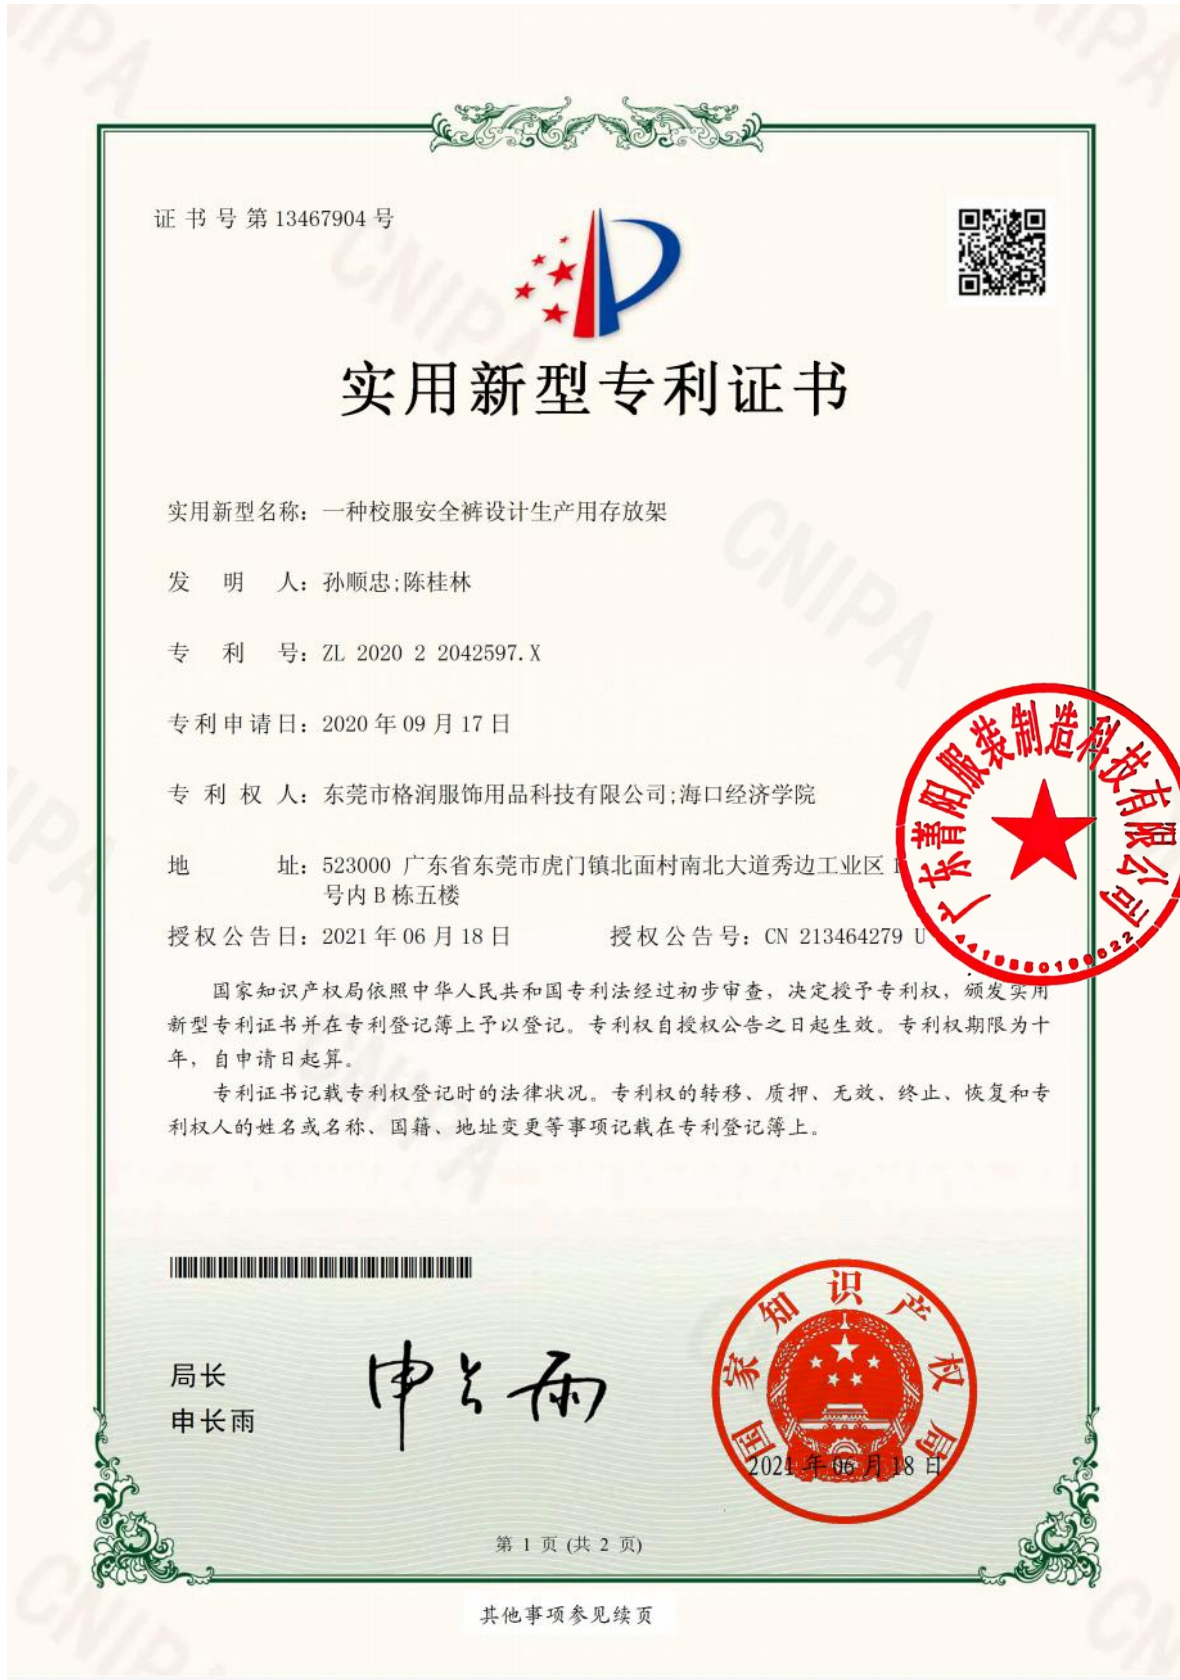 证书号第13467904号
实用新型专利证书
实用新型名称：一种校服安全裤设计生产用存放架
发明人：孙顺忠;陈桂林
专利号：ZL 2020 2 2042597.X
专利申请日：2020年09月17日
专利权人：东莞市格润服饰用品科技有限公司;海口经济学院
地址：523000 广东省东莞市虎门镇北面村南北大道秀边工业区
号内B栋五楼
授权公告日：2021年06月18日 授权公告号：CN 213464279 U
广东善阳服装制造科技有限公司
国家知识产权局依照中华人民共和国专利法经过初步审查，决定授予专利权，颁发实用
新型专利证书并在专利登记簿上予以登记。专利权自授权公告之日起生效。专利权期限为十
年，自申请日起算。
专利证书记载专利权登记时的法律状况。专利权的转移、质押、无效、终止、恢复和专
利权人的姓名或名称、国籍、地址变更等事项记载在专利登记簿上。
局长
申长雨
申长雨
国家知识产权局
2021年06月18日
第 1 页 (共 2 页)
其他事项参见续页
CNIPA